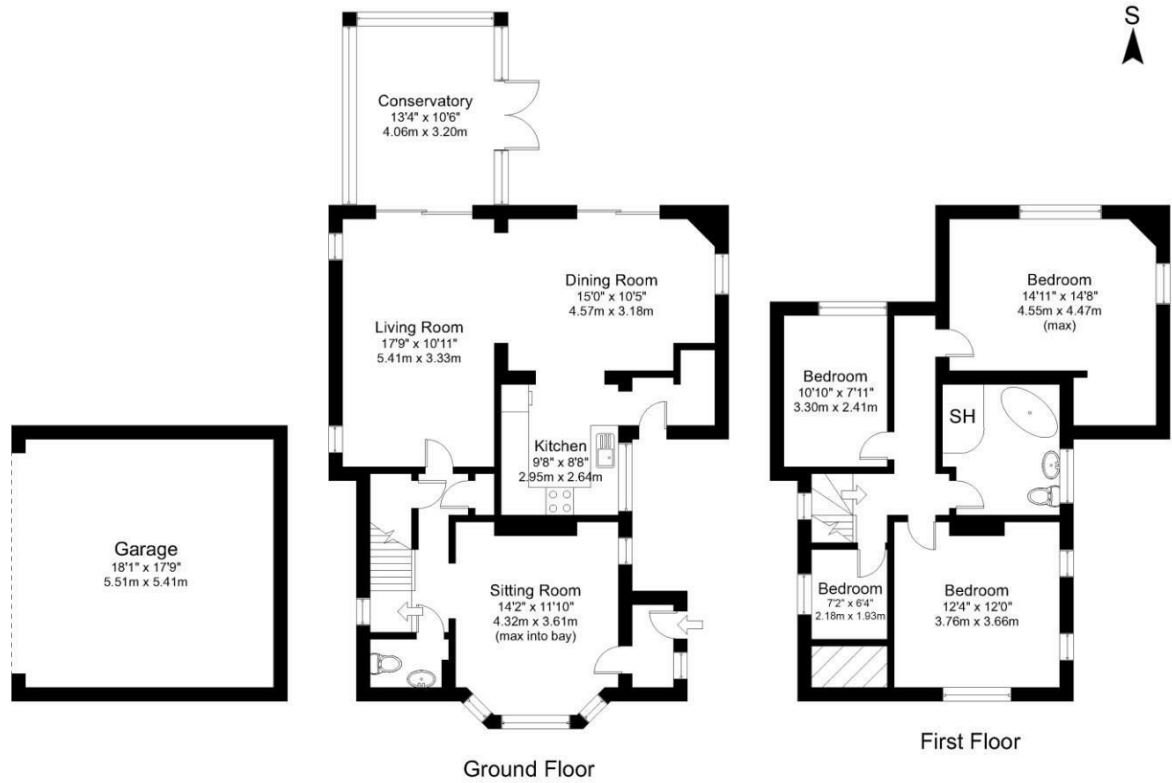 S
Conservatory
13'4" x 10'6"
4.06m x 3.20m
Dining Room
15'0" x 10'5"
4.57m x 3.18m
Living Room
17'9" x 10'11"
5.41m x 3.33m
Kitchen
9'8" x 8'8"
2.95m x 2.64m
Garage
18'1" x 17'9"
5.51m x 5.41m
Sitting Room
14'2" x 11'10"
4.32m x 3.61m
(max into bay)
Ground Floor
Bedroom
14'11" x 14'8"
4.55m x 4.47m
(max)
Bedroom
10'10" x 7'11"
3.30m x 2.41m
SH
Bedroom
7'2" x 6'4"
2.18m x 1.93m
Bedroom
12'4" x 12'0"
3.76m x 3.66m
First Floor